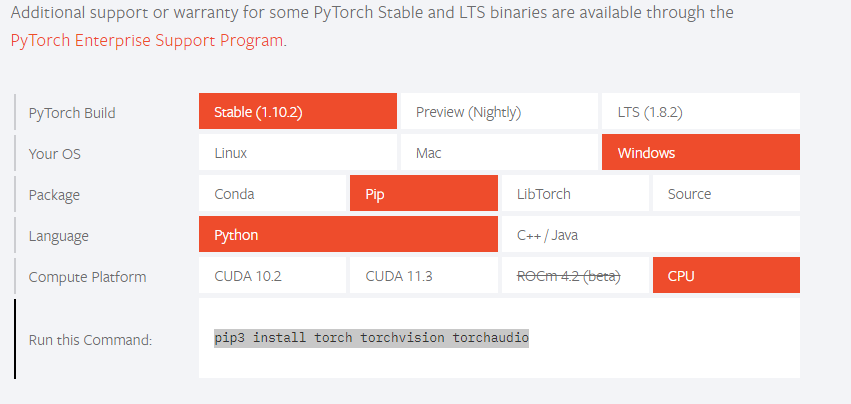 Additional support or warranty for some PyTorch Stable and LTS binaries are available through the
PyTorch Enterprise Support Program.
PyTorch Build Stable (1.10.2) Preview (Nightly) LTS (1.8.2)
Your OS Linux Mac Windows
Package Conda Pip LibTorch Source
Language Python C++ / Java
Compute Platform CUDA 10.2 CUDA 11.3 ROCm 4.2 (beta) CPU
Run this Command: pip3 install torch torchvision torchaudio